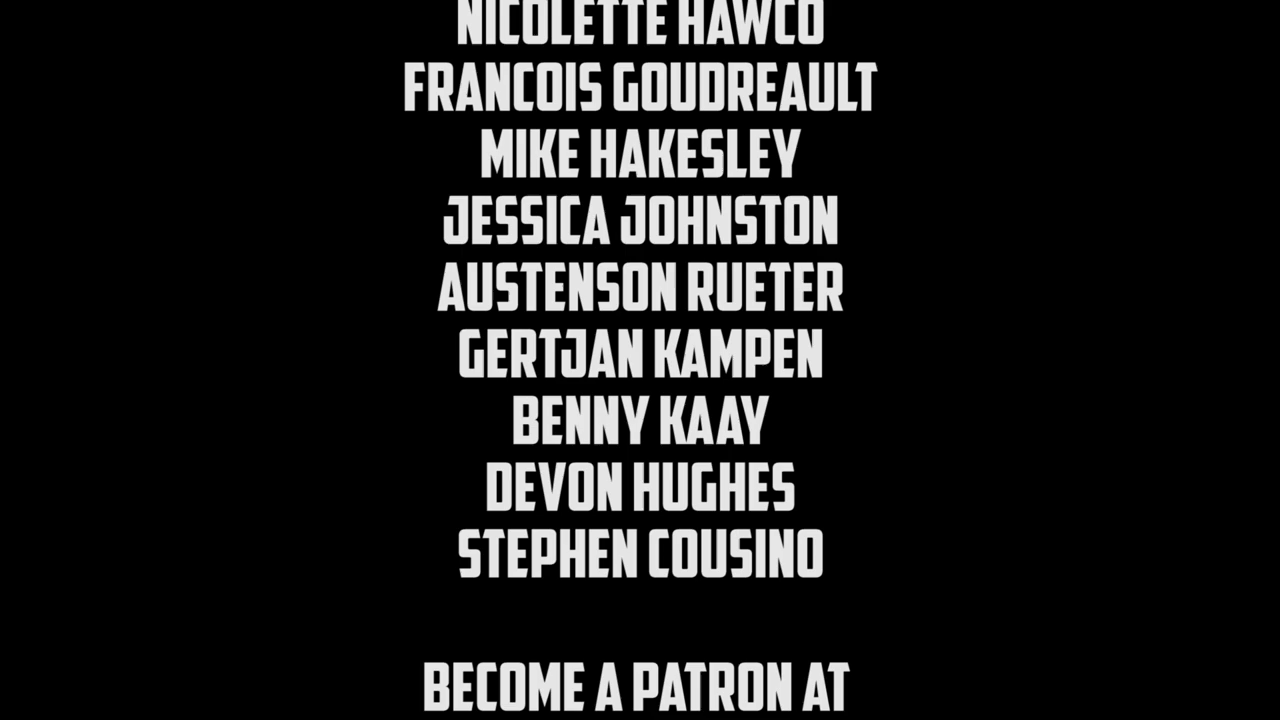 NICOLETTE HAWCO
FRANCOIS GOUDREAULT
MIKE HAKESLEY
JESSICA JOHNSTON
AUSTENSON RUETER
GERTJAN KAMPEN
BENNY KAAY
DEVON HUGHES
STEPHEN COUSINO
BECOME A PATRON AT